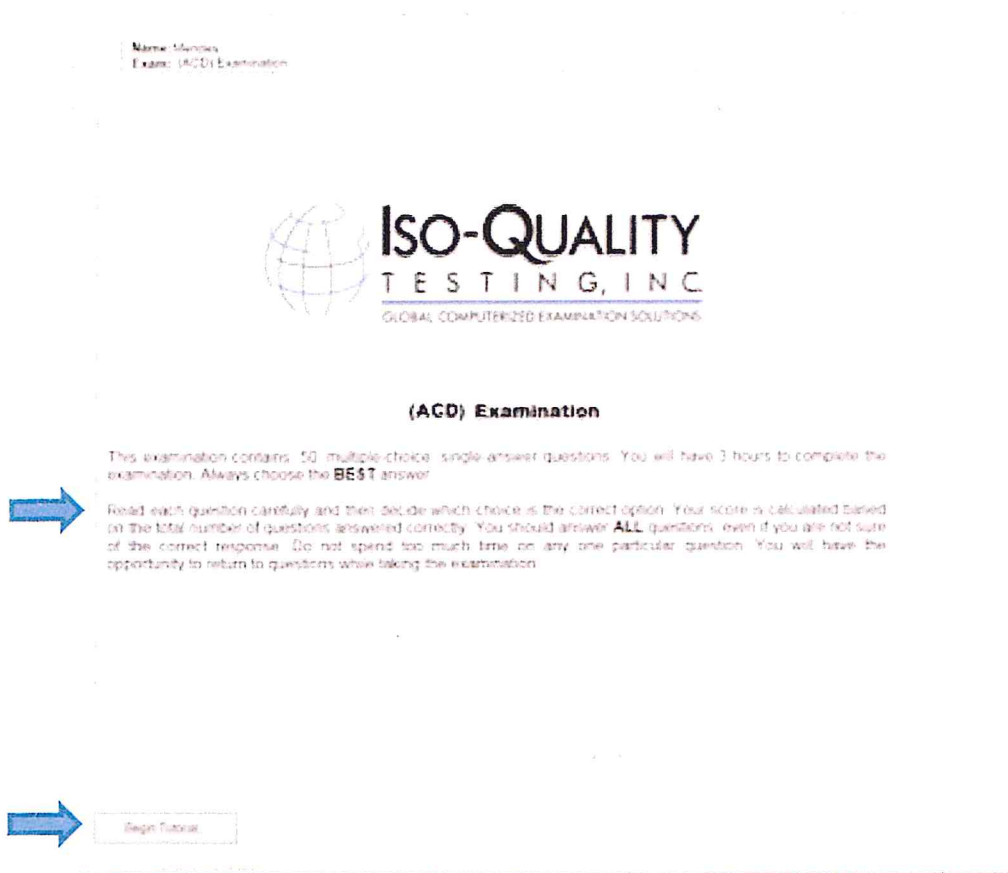 Name:
Exam: (ACD) Examination
ISO-QUALITY
TESTING, INC.
GLOBAL COMPUTERIZED EXAMINATION SOLUTIONS
(ACD) Examination
This examination contains 50 multiple-choice single-answer questions. You will have 3 hours to complete the
examination. Always choose the BEST answer.
Read each question carefully and then decide which choice is the correct option. Your score is calculated based
on the total number of questions answered correctly. You should answer ALL questions, even if you are not sure
of the correct response. Do not spend too much time on any one particular question. You will have the
opportunity to return to questions while taking the examination.
Begin Tutorial